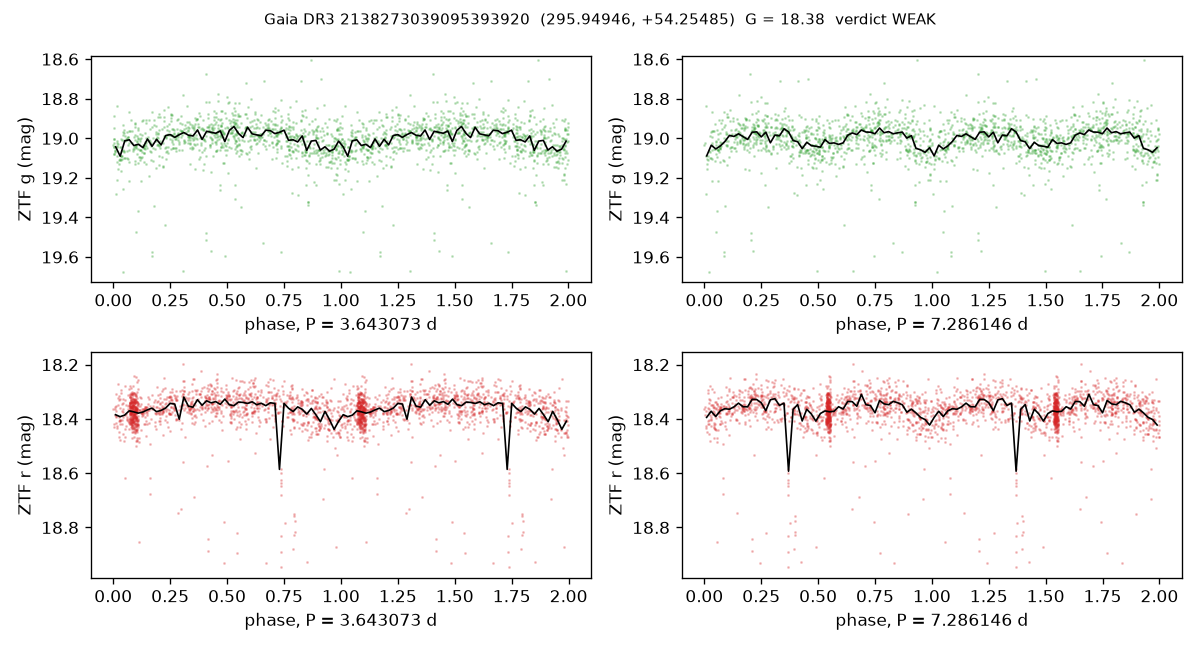 Gaia DR3 2138273039095393920 (295.94946, +54.25485) G = 18.38 verdict WEAK
ZTF g (mag)
18.6
18.8
19.0
19.2
19.4
19.6
0.00 0.25 0.50 0.75 1.00 1.25 1.50 1.75 2.00
phase, P = 3.643073 d
ZTF g (mag)
18.6
18.8
19.0
19.2
19.4
19.6
0.00 0.25 0.50 0.75 1.00 1.25 1.50 1.75 2.00
phase, P = 7.286146 d
ZTF r (mag)
18.2
18.4
18.6
18.8
0.00 0.25 0.50 0.75 1.00 1.25 1.50 1.75 2.00
phase, P = 3.643073 d
ZTF r (mag)
18.2
18.4
18.6
18.8
0.00 0.25 0.50 0.75 1.00 1.25 1.50 1.75 2.00
phase, P = 7.286146 d